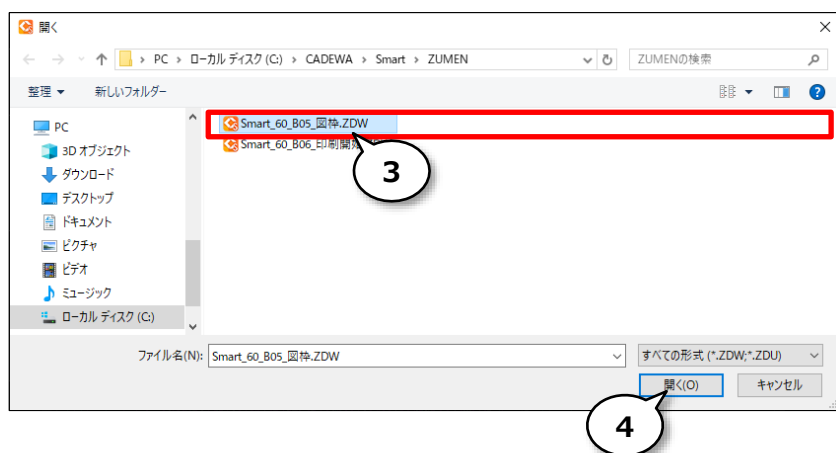 開く
PC › ローカル ディスク (C:) › CADEWA › Smart › ZUMEN
ZUMENの検索
整理
新しいフォルダー
PC
3D オブジェクト
ダウンロード
デスクトップ
ドキュメント
ピクチャ
ビデオ
ミュージック
ローカル ディスク (C:)
Smart_60_B05_図枠.ZDW
Smart_60_B06_印刷開始
3
ファイル名(N):
Smart_60_B05_図枠.ZDW
すべての形式 (*.ZDW;*.ZDU)
開く(O)
キャンセル
4